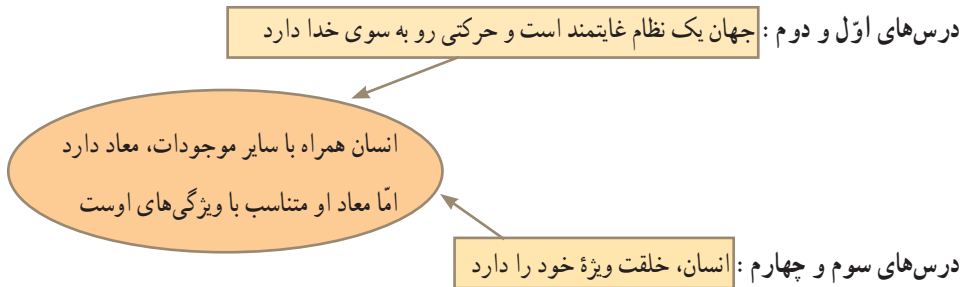 درس‌های اوّل و دوم : جهان یک نظام غایتمند است و حرکتی رو به سوی خدا دارد
انسان همراه با سایر موجودات، معاد دارد
امّا معاد او متناسب با ویژگی‌های اوست
درس‌های سوم و چهارم : انسان، خلقت ویژهٔ خود را دارد